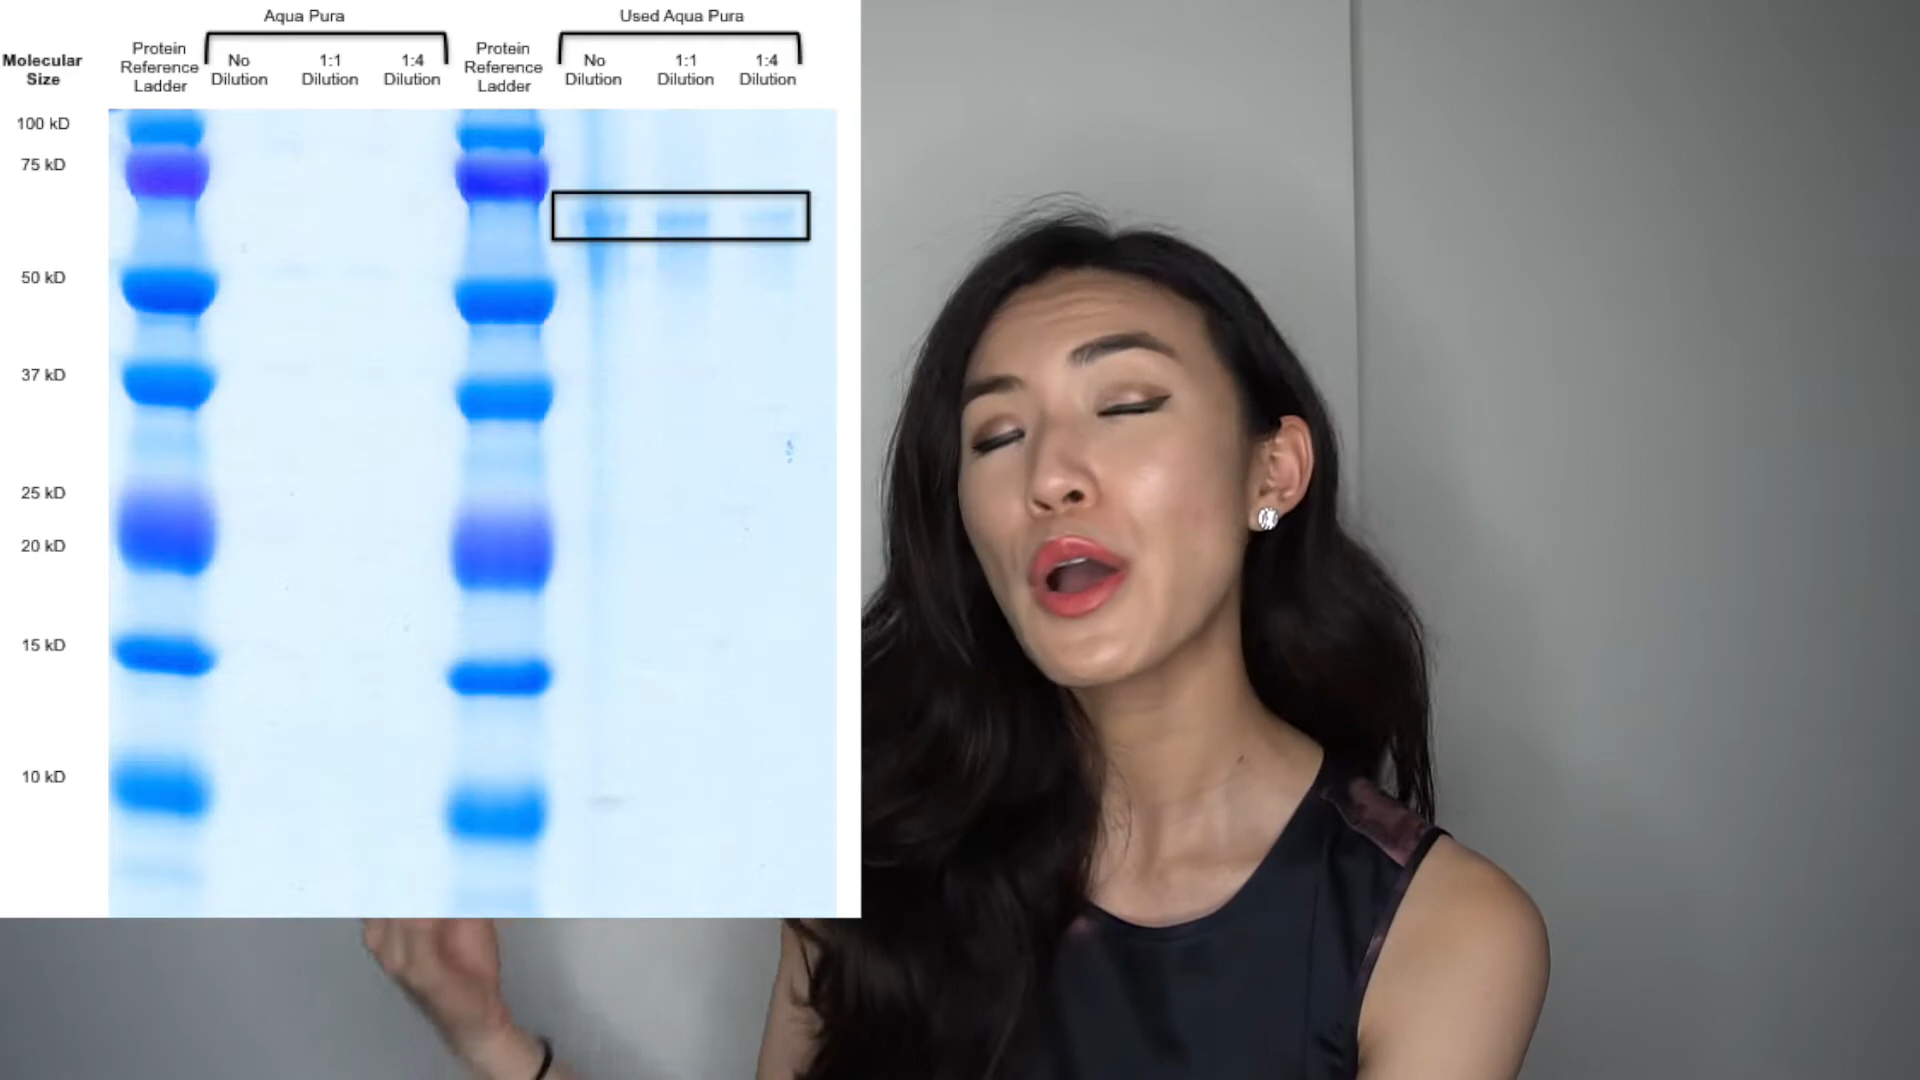 Aqua Pura
Used Aqua Pura
Molecular
Size
Protein
Reference
Ladder
No
Dilution
1:1
Dilution
1:4
Dilution
Protein
Reference
Ladder
No
Dilution
1:1
Dilution
1:4
Dilution
100 kD
75 kD
50 kD
37 kD
25 kD
20 kD
15 kD
10 kD